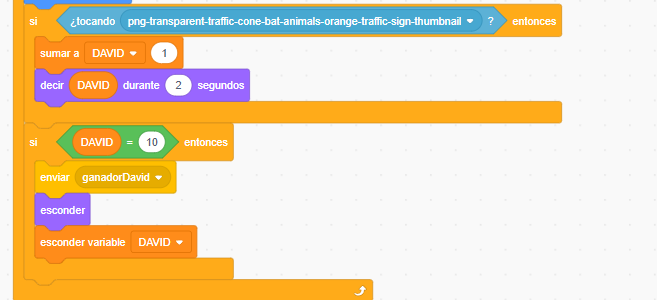 si ¿tocando png-transparent-traffic-cone-bat-animals-orange-traffic-sign-thumbnail ? entonces
sumar a DAVID 1
decir DAVID durante 2 segundos
si DAVID = 10 entonces
enviar ganadorDavid
esconder
esconder variable DAVID